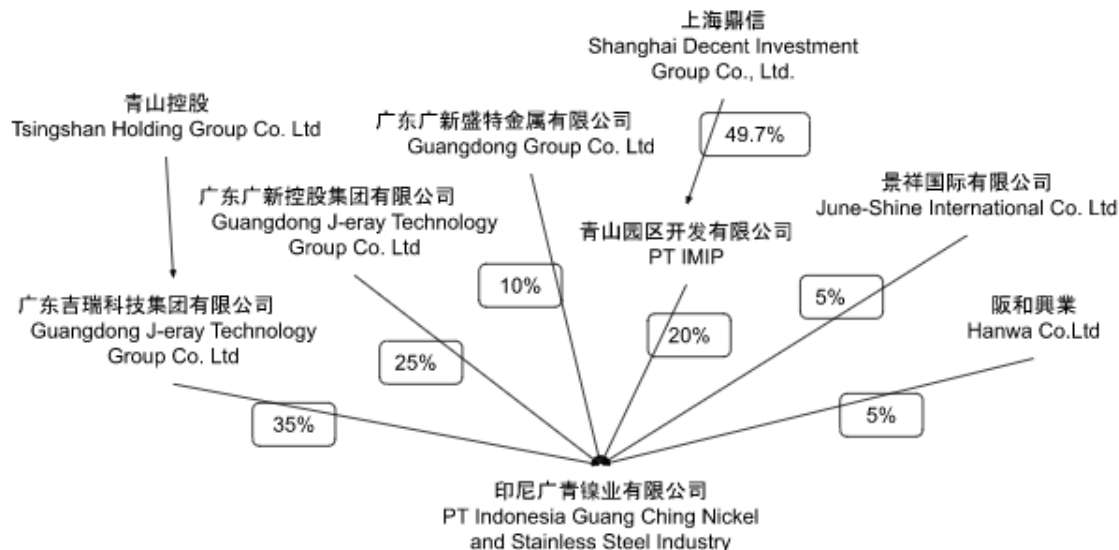 上海鼎信
Shanghai Decent Investment
Group Co., Ltd.
青山控股
Tsingshan Holding Group Co. Ltd
广东广新盛特金属有限公司
Guangdong Group Co. Ltd
49.7%
广东广新控股集团有限公司
Guangdong J-eray Technology
Group Co. Ltd
景祥国际有限公司
June-Shine International Co. Ltd
青山园区开发有限公司
PT IMIP
广东吉瑞科技集团有限公司
Guangdong J-eray Technology
Group Co. Ltd
10%
5%
阪和興業
Hanwa Co.Ltd
25%
20%
35%
5%
印尼广青镍业有限公司
PT Indonesia Guang Ching Nickel
and Stainless Steel Industry